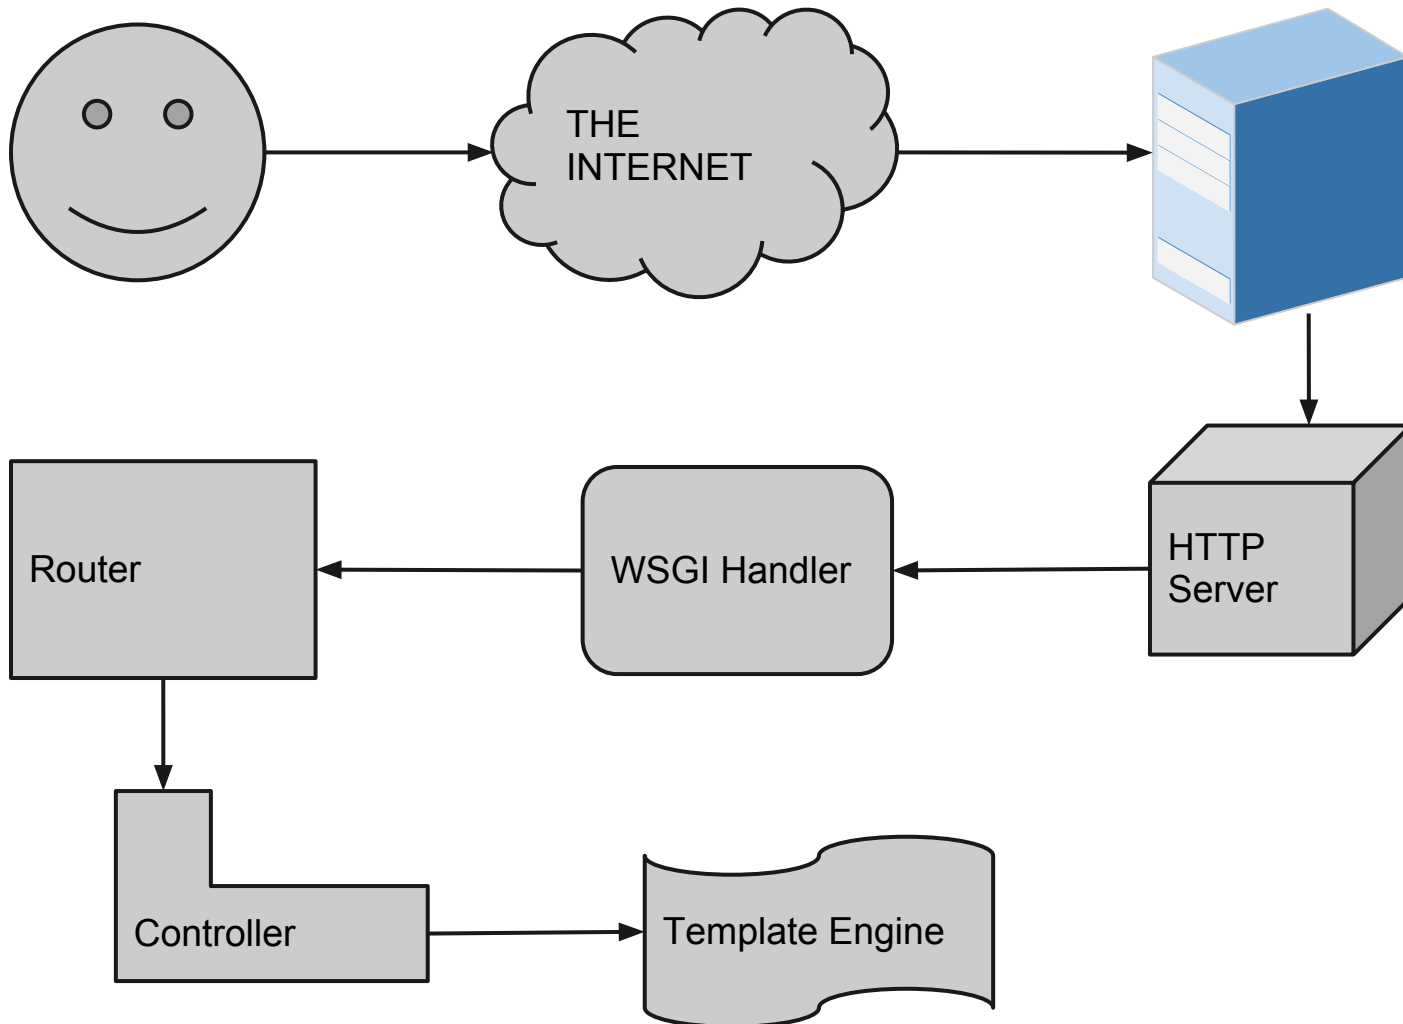 THE
INTERNET
Router
WSGI Handler
HTTP
Server
Controller
Template Engine